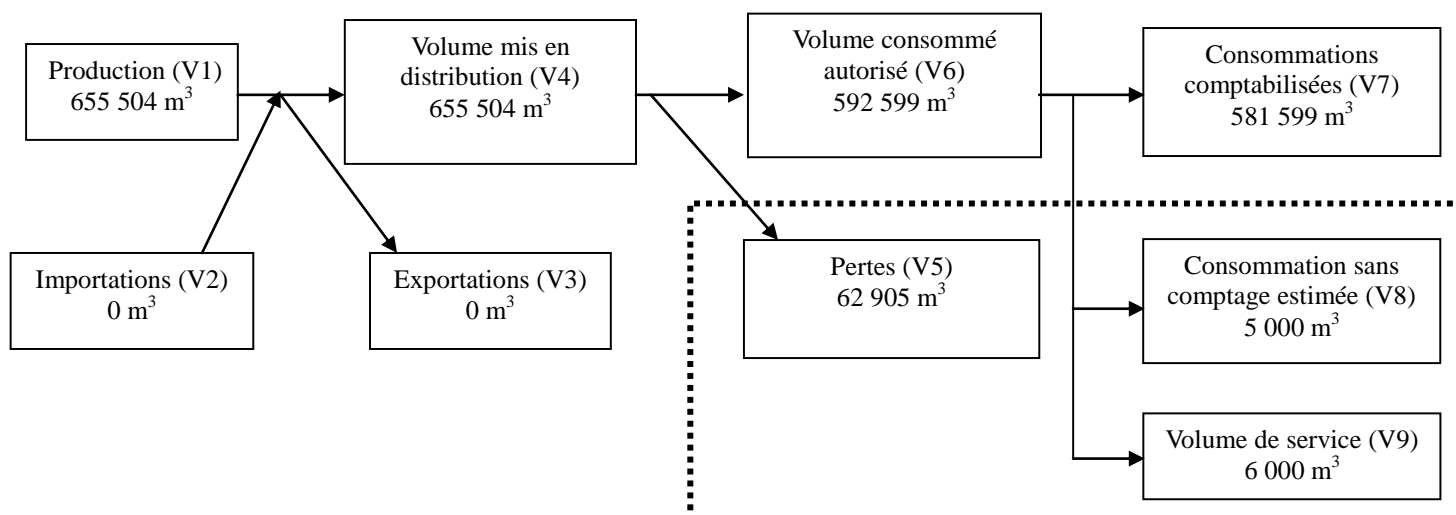 Production (V1)
655 504 m³
Volume mis en
distribution (V4)
655 504 m³
Volume consommé
autorisé (V6)
592 599 m³
Consommations
comptabilisées (V7)
581 599 m³
Importations (V2)
0 m³
Exportations (V3)
0 m³
Pertes (V5)
62 905 m³
Consommation sans
comptage estimée (V8)
5 000 m³
Volume de service (V9)
6 000 m³